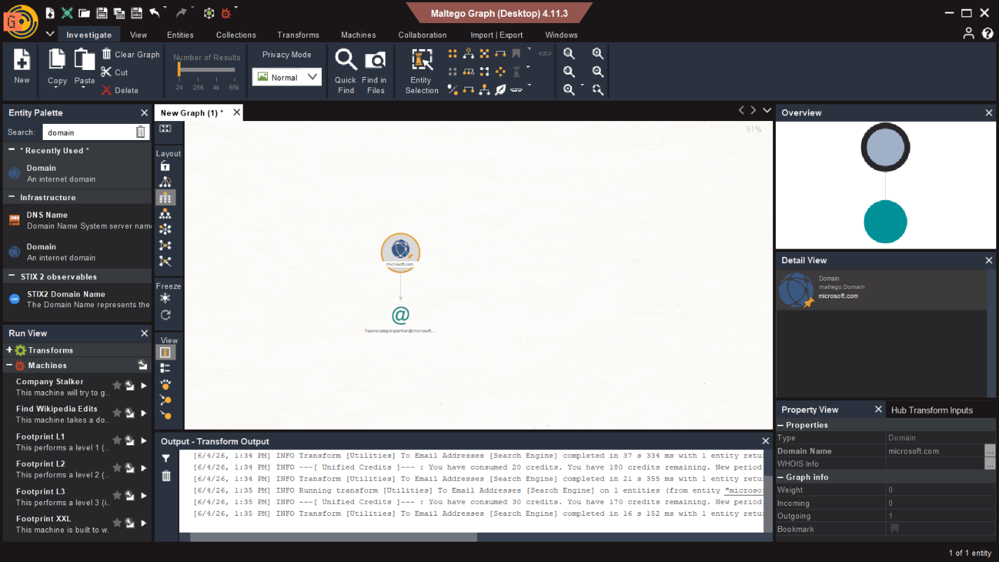 Maltego Graph (Desktop) 4.11.3
Investigate View Entities Collections Transforms Machines Collaboration Import | Export Windows
New
Copy
Paste
Clear Graph
Cut
Delete
Number of Results
24 256 4k 65k
Privacy Mode
Normal
Quick
Find
Find in
Files
Entity
Selection
Entity Palette
Search: domain
* Recently Used *
Domain
An internet domain
Infrastructure
DNS Name
Domain Name System server name
Domain
An internet domain
STIX 2 observables
STIX2 Domain Name
The Domain Name represents the
Run View
Transforms
Machines
Company Stalker
This machine will try to g..
Find Wikipedia Edits
This machine takes a do..
Footprint L1
This performs a level 1 (..
Footprint L2
This performs a level 2 (..
Footprint L3
This performs a level 3 (i..
Footprint XXL
This machine is built to w..
New Graph (1) *
Layout
Freeze
View
51%
microsoft.com
Teamscategorypartner@microsoft...
Output - Transform Output
[6/4/26, 1:34 PM] INFO Transform [Utilities] To Email Addresses [Search Engine] completed in 37 s 334 ms with 1 entity retu
[6/4/26, 1:34 PM] INFO ---[ Unified Credits ]--- : You have consumed 20 credits. You have 180 credits remaining. New period
[6/4/26, 1:34 PM] INFO Transform [Utilities] To Email Addresses [Search Engine] completed in 21 s 355 ms with 1 entity retu
[6/4/26, 1:35 PM] INFO Running transform [Utilities] To Email Addresses [Search Engine] on 1 entities (from entity "microso
[6/4/26, 1:35 PM] INFO ---[ Unified Credits ]--- : You have consumed 30 credits. You have 170 credits remaining. New period
[6/4/26, 1:35 PM] INFO Transform [Utilities] To Email Addresses [Search Engine] completed in 16 s 152 ms with 1 entity retu
Overview
Detail View
Domain
maltego.Domain
microsoft.com
Property View Hub Transform Inputs
Properties
Type Domain
Domain Name microsoft.com ...
WHOIS Info ...
Graph info
Weight 0
Incoming 0
Outgoing 1
Bookmark
1 of 1 entity